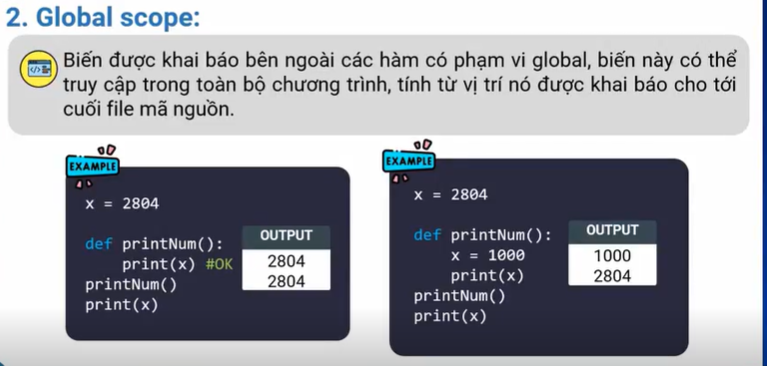 2. Global scope:
Biến được khai báo bên ngoài các hàm có phạm vi global, biến này có thể
truy cập trong toàn bộ chương trình, tính từ vị trí nó được khai báo cho tới
cuối file mã nguồn.
EXAMPLE
x = 2804
def printNum():
    print(x) #OK
printNum()
print(x)
OUTPUT
2804
2804
EXAMPLE
x = 2804
def printNum():
    x = 1000
    print(x)
printNum()
print(x)
OUTPUT
1000
2804